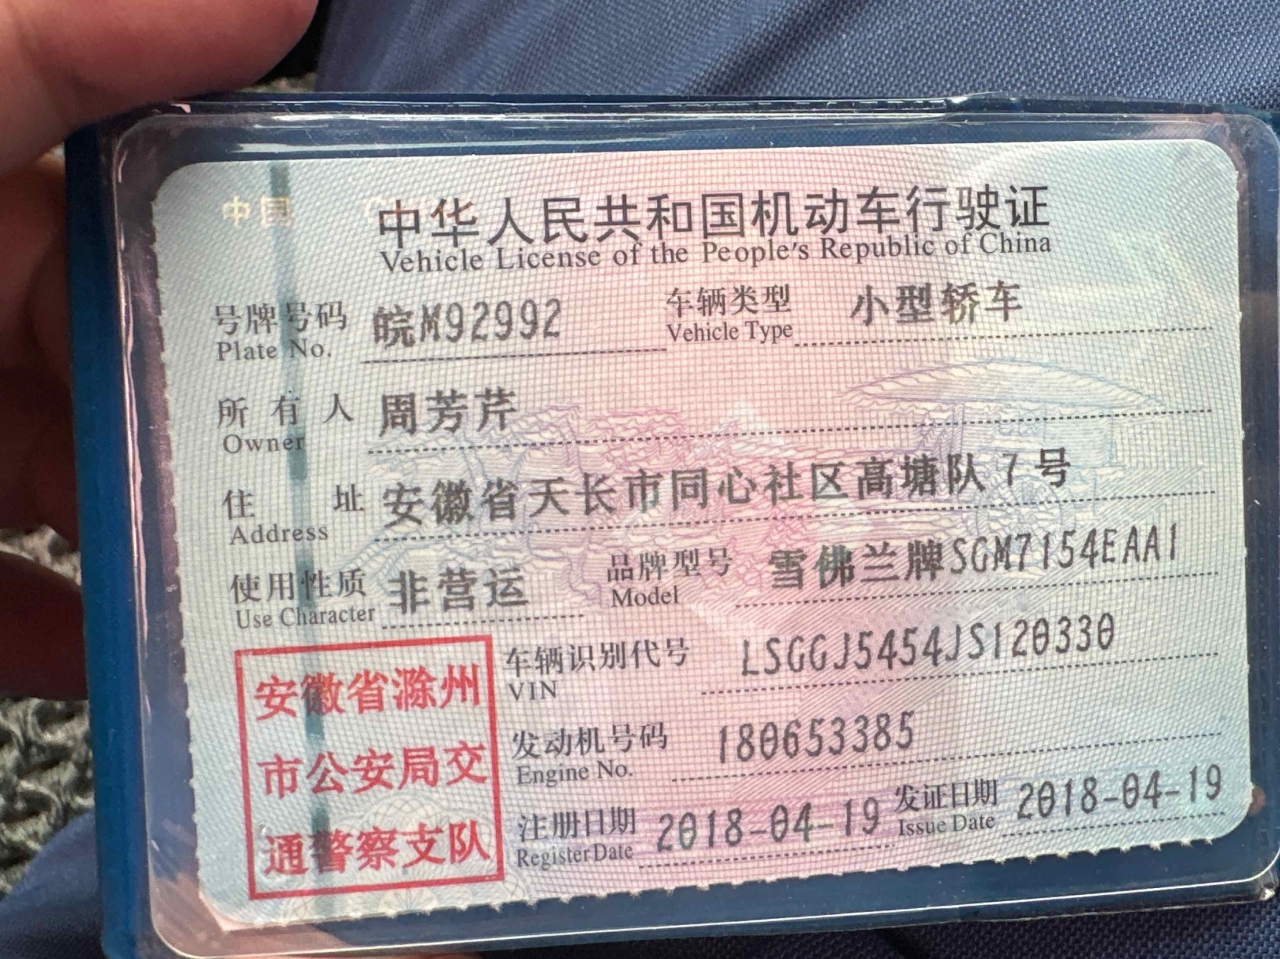 中国
中华人民共和国机动车行驶证
Vehicle License of the People's Republic of China
号牌号码 皖M92992 车辆类型 小型轿车
Plate No. Vehicle Type
所有人 周芳芹
Owner
住址 安徽省天长市同心社区高塘队7号
Address
使用性质 非营运 品牌型号 雪佛兰牌SGM7154EAA1
Use Character Model
安徽省滁州
市公安局交
通警察支队
车辆识别代号 LSGGJ5454JS120330
VIN
发动机号码 180653385
Engine No.
注册日期 2018-04-19 发证日期 2018-04-19
Register Date Issue Date